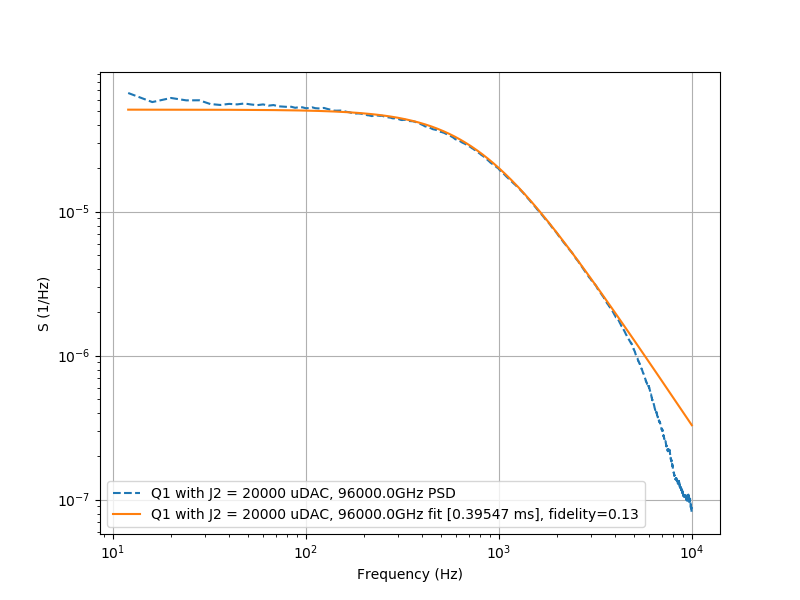 10⁻⁵
10⁻⁶
10⁻⁷
S (1/Hz)
Q1 with J2 = 20000 uDAC, 96000.0GHz PSD
Q1 with J2 = 20000 uDAC, 96000.0GHz fit [0.39547 ms], fidelity=0.13
10¹ 10² 10³ 10⁴
Frequency (Hz)